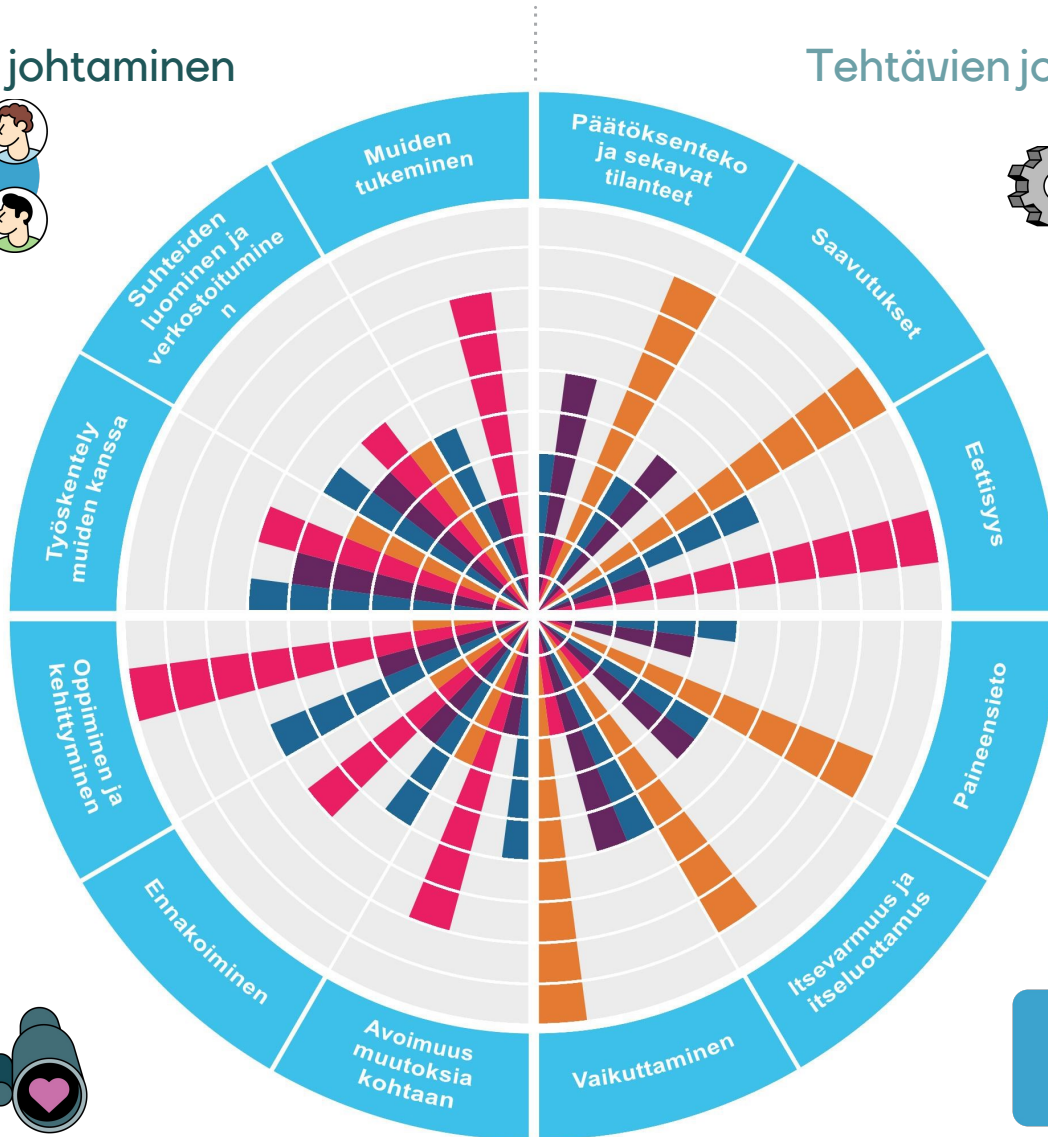 johtaminen
Tehtävien jo
Muiden
tukeminen
Päätöksenteko
ja sekavat
tilanteet
Saavutukset
Eettisyys
Paineensieto
Itsevarmuus ja
itseluottamus
Vaikuttaminen
Avoimuus
muutoksia
kohtaan
Ennakoiminen
Oppiminen ja
kehittyminen
Työskentely
muiden kanssa
Suhteiden
luominen ja
verkostoitumine
n